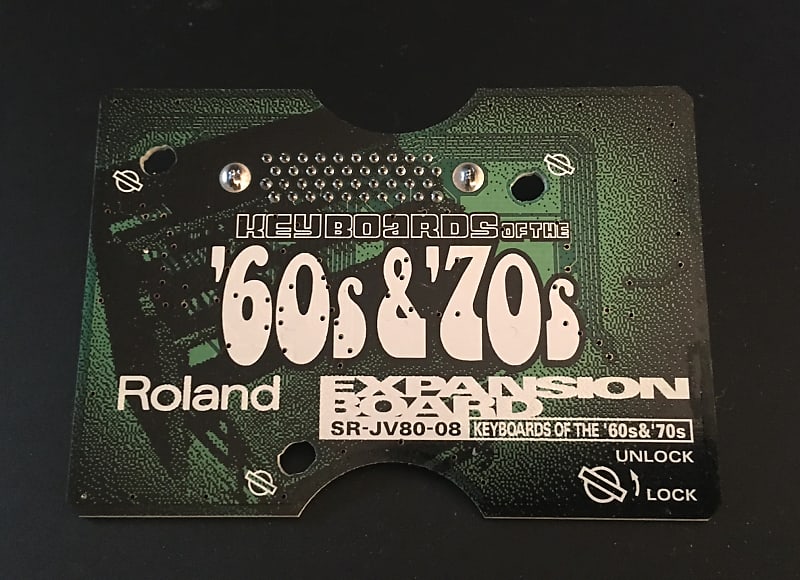 KEYBOARDS OF THE
'60s & '70s
Roland
EXPANSION
BOARD
SR-JV80-08 KEYBOARDS OF THE '60s&'70s
UNLOCK
LOCK